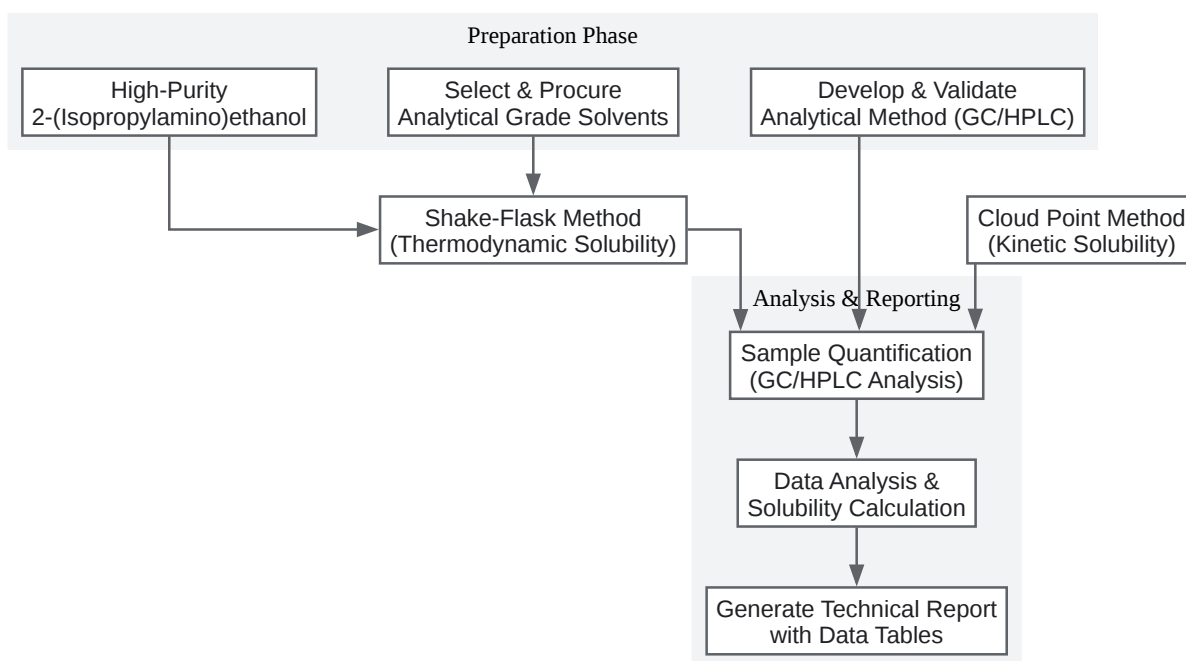 Preparation Phase
High-Purity
2-(Isopropylamino)ethanol
Select & Procure
Analytical Grade Solvents
Develop & Validate
Analytical Method (GC/HPLC)
Shake-Flask Method
(Thermodynamic Solubility)
Cloud Point Method
(Kinetic Solubility)
Analysis & Reporting
Sample Quantification
(GC/HPLC Analysis)
Data Analysis &
Solubility Calculation
Generate Technical Report
with Data Tables